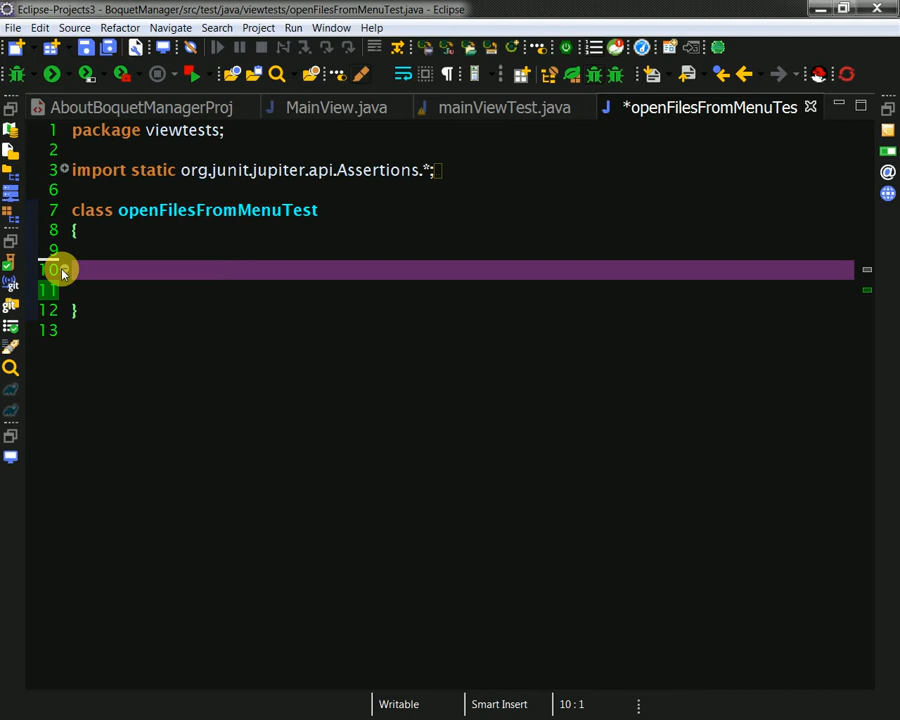 Eclipse-Projects3 - BoquetManager/src/test/java/viewtests/openFilesFromMenuTest.java - Eclipse
File Edit Source Refactor Navigate Search Project Run Window Help
AboutBoquetManagerProj MainView.java mainViewTest.java *openFilesFromMenuTes
1 package viewtests;
2
3 import static org.junit.jupiter.api.Assertions.*;
6
7 class openFilesFromMenuTest
8 {
9
10
11
12 }
13
Writable Smart Insert 10 : 1